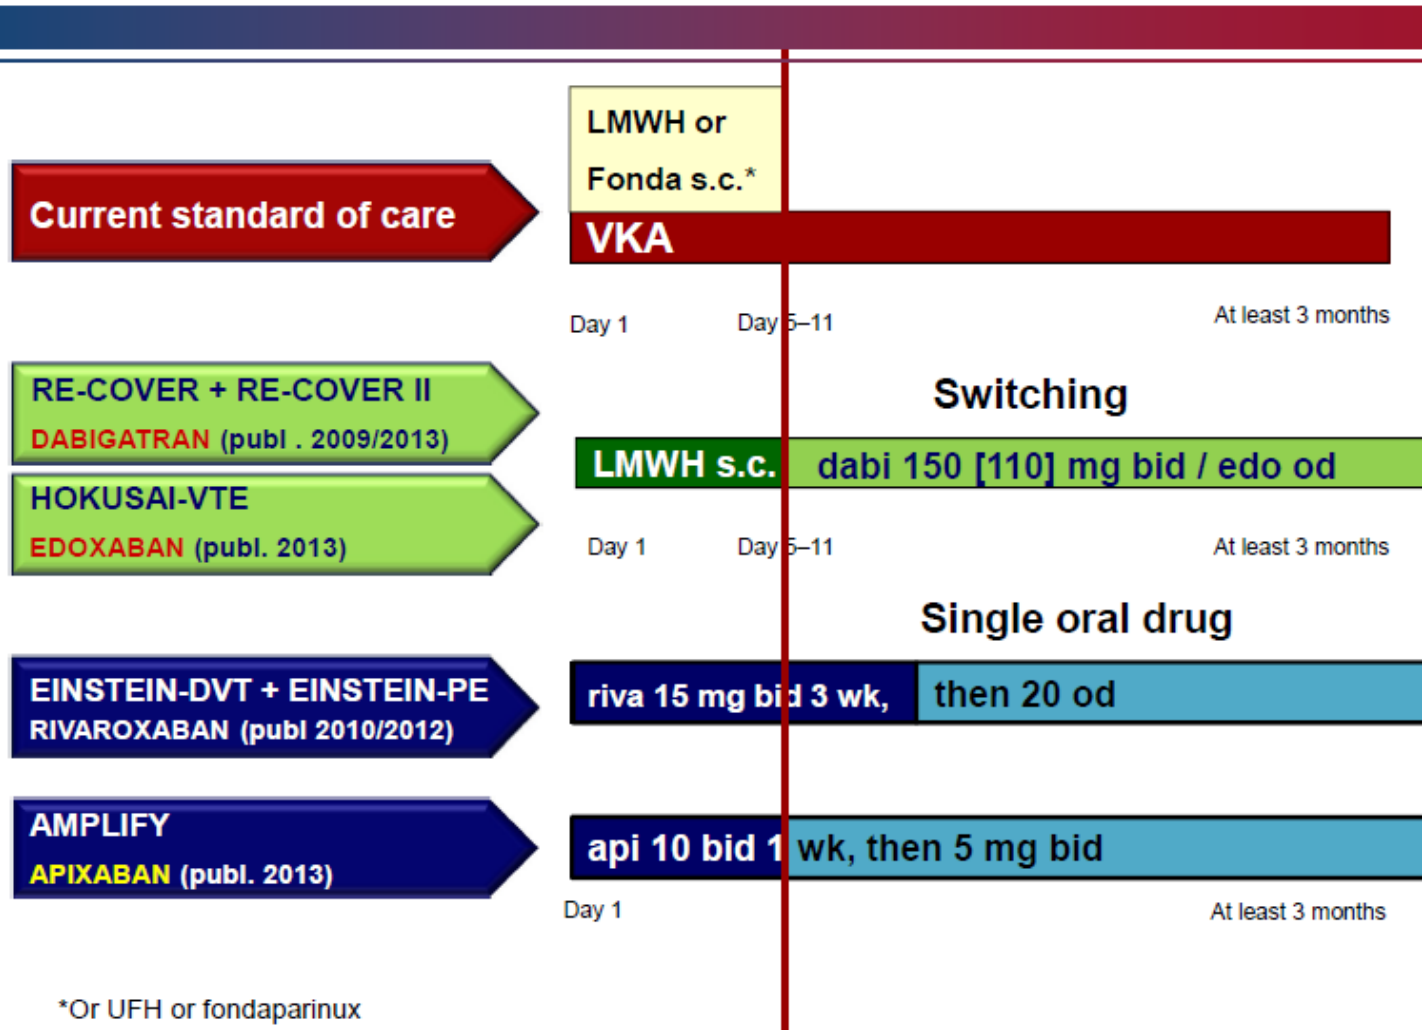 LMWH or
Fonda s.c.*
Current standard of care
VKA
Day 1
Day 5–11
At least 3 months
RE-COVER + RE-COVER II
DABIGATRAN (publ . 2009/2013)
Switching
LMWH s.c.
dabi 150 [110] mg bid / edo od
HOKUSAI-VTE
EDOXABAN (publ. 2013)
Day 1
Day 5–11
At least 3 months
Single oral drug
EINSTEIN-DVT + EINSTEIN-PE
RIVAROXABAN (publ 2010/2012)
riva 15 mg bid 3 wk,
then 20 od
AMPLIFY
APIXABAN (publ. 2013)
api 10 bid 1 wk, then 5 mg bid
Day 1
At least 3 months
*Or UFH or fondaparinux